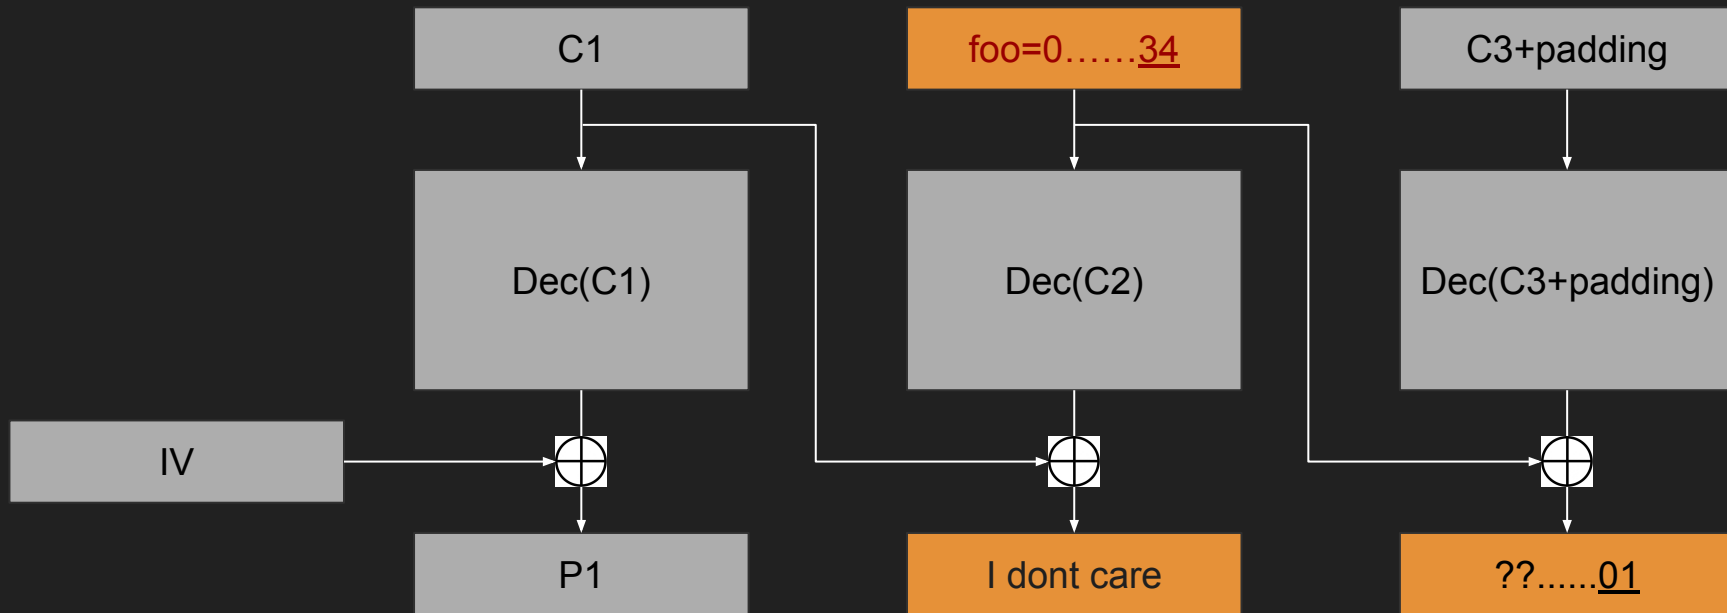 C1
foo=0……34
C3+padding
Dec(C1)
Dec(C2)
Dec(C3+padding)
IV
P1
I dont care
??......01